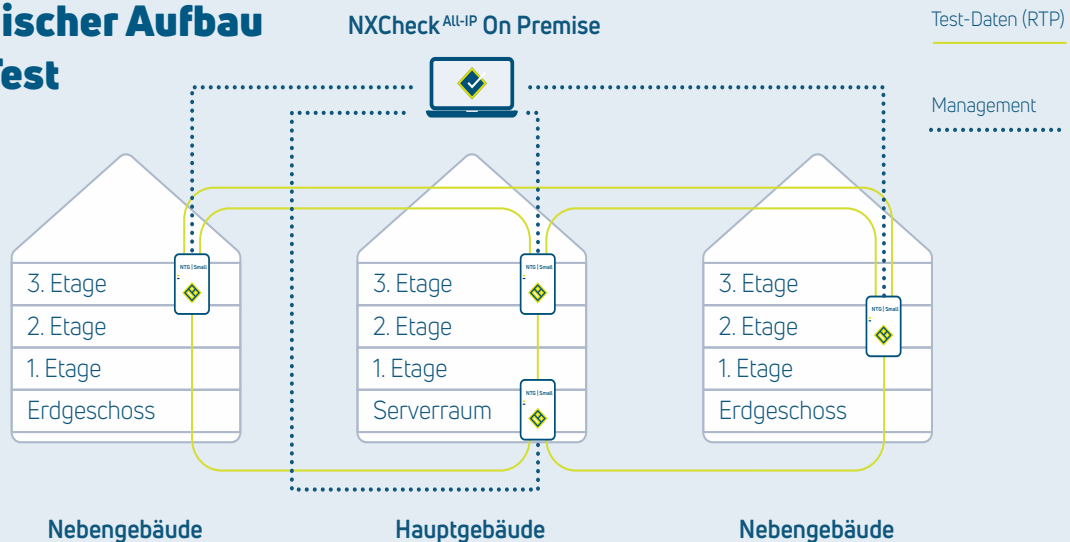 ischer Aufbau
Test
NXCheck All-IP On Premise
Test-Daten (RTP)
Management
3. Etage
2. Etage
1. Etage
Erdgeschoss
NTG | Small
Nebengebäude
3. Etage
2. Etage
1. Etage
Serverraum
NTG | Small
NTG | Small
Hauptgebäude
3. Etage
2. Etage
1. Etage
Erdgeschoss
NTG | Small
Nebengebäude